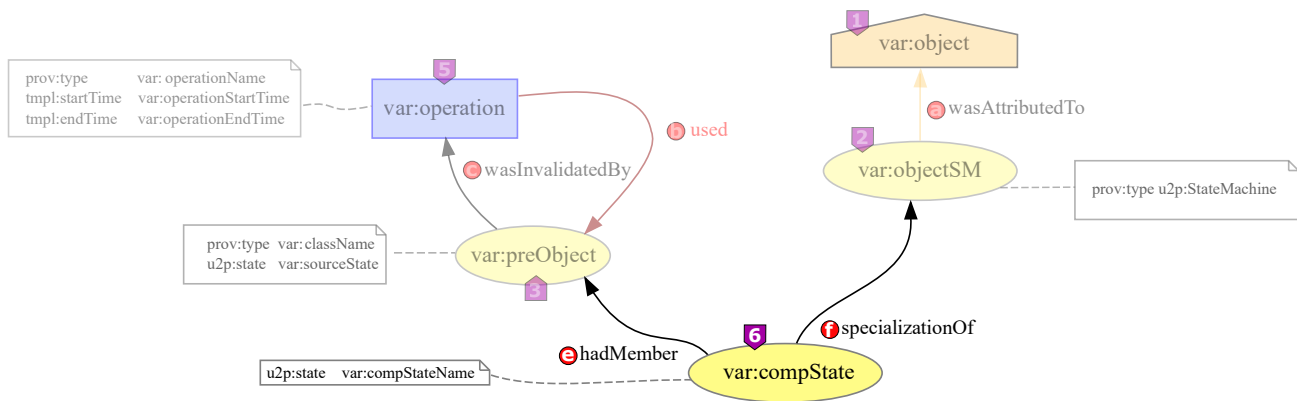 1
var:object
prov:type var: operationName
tmpl:startTime var:operationStartTime
tmpl:endTime var:operationEndTime
5
var:operation
b used
a wasAttributedTo
c wasInvalidatedBy
2
var:objectSM
prov:type u2p:StateMachine
prov:type var:className
u2p:state var:sourceState
var:preObject
3
6
f specializationOf
e hadMember
u2p:state var:compStateName
var:compState